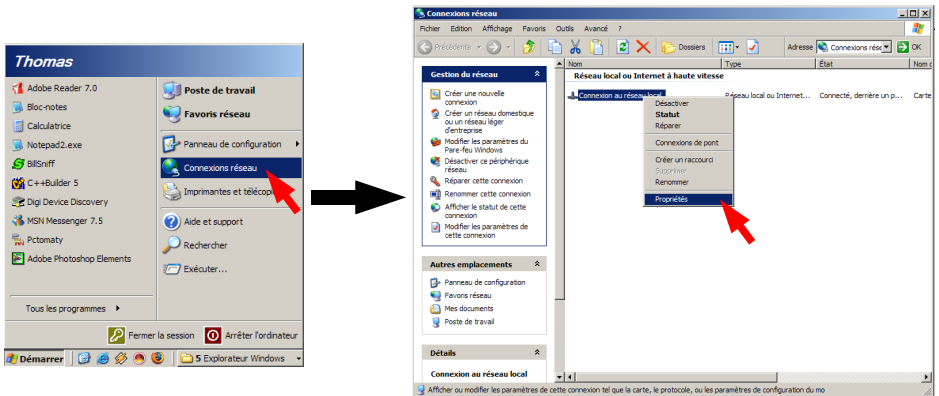 Thomas
Adobe Reader 7.0
Bloc-notes
Calculatrice
Notepad2.exe
BillSniff
C++Builder 5
Digi Device Discovery
MSN Messenger 7.5
Pctomaty
Adobe Photoshop Elements
Tous les programmes
Poste de travail
Favoris réseau
Panneau de configuration
Connexions réseau
Imprimantes et télécop
Aide et support
Rechercher
Exécuter...
Fermer la session
Arrêter l'ordinateur
Démarrer
5 Explorateur Windows
Connexions réseau
Fichier Edition Affichage Favoris Outils Avancé ?
Précédente
Dossiers
Adresse
Connexions rése
OK
Gestion du réseau
Créer une nouvelle
connexion
Créer un réseau domestique
ou un réseau léger
d'entreprise
Modifier les paramètres du
Pare-feu Windows
Désactiver ce périphérique
réseau
Réparer cette connexion
Renommer cette connexion
Afficher le statut de cette
connexion
Modifier les paramètres de
cette connexion
Autres emplacements
Panneau de configuration
Favoris réseau
Mes documents
Poste de travail
Détails
Connexion au réseau local
Nom Type État Nom d
Réseau local ou Internet à haute vitesse
Connexion au réseau local Réseau local ou Internet... Connecté, derrière un p... Carte
Désactiver
Statut
Réparer
Connexions de pont
Créer un raccourci
Supprimer
Renommer
Propriétés
Afficher ou modifier les paramètres de cette connexion tel que la carte, le protocole, ou les paramètres de configuration du mo